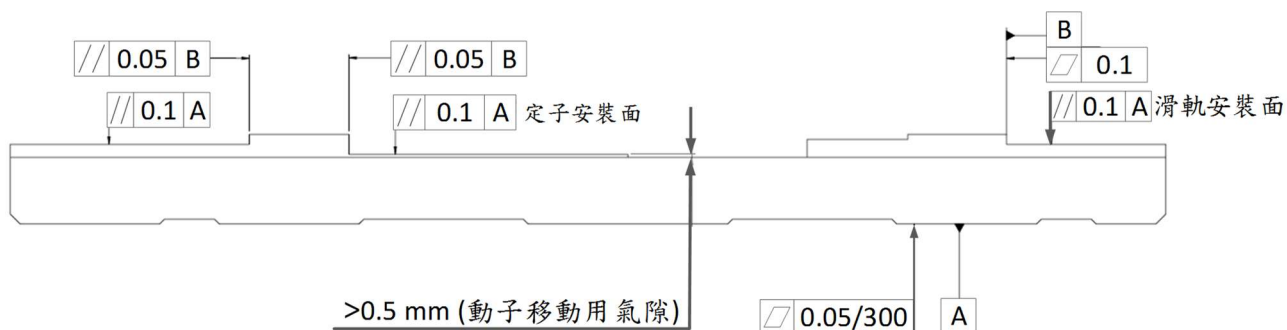 B
// 0.05 B
// 0.05 B
⏥ 0.1
// 0.1 A
// 0.1 A 定子安裝面
// 0.1 A 滑軌安裝面
>0.5 mm (動子移動用氣隙)
⏥ 0.05/300
A